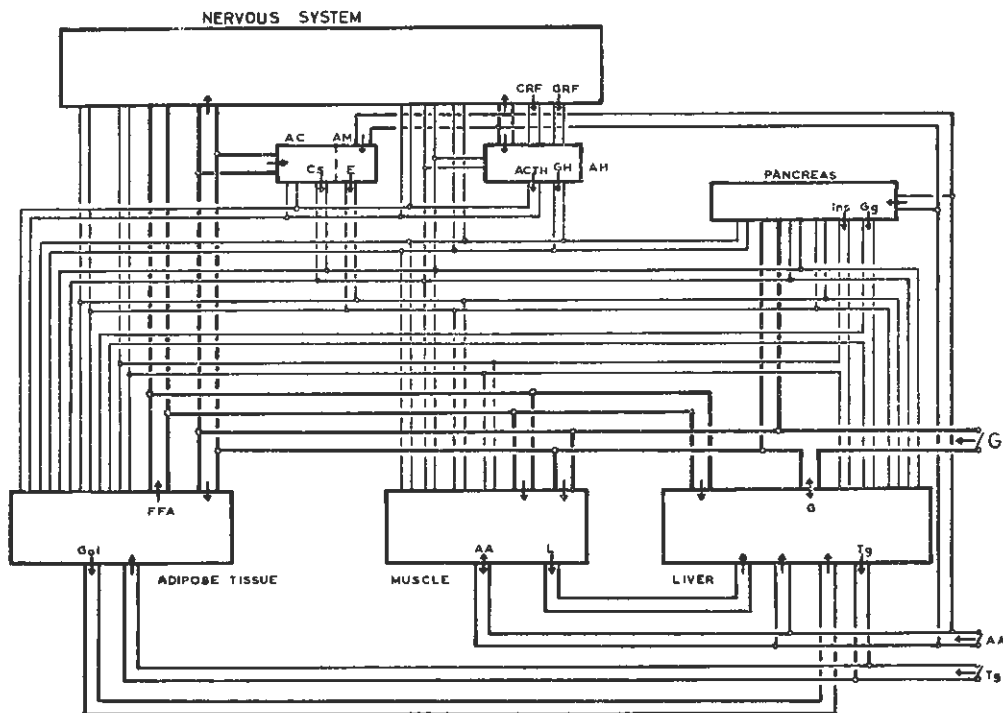 NERVOUS SYSTEM
CRF GRF
AC AM
Cs E
ACTH GH AH
PANCREAS
Ins Gg
G
FFA
G
Gol
AA L
Tg
ADIPOSE TISSUE
MUSCLE
LIVER
AA
Tg